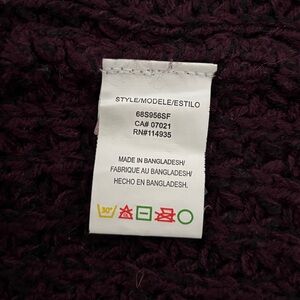 STYLE/MODELE/ESTILO
68S956SF
CA# 07021
RN#114935
MADE IN BANGLADESH/
FABRIQUE AU BANGLADESH/
HECHO EN BANGLADESH.
30°